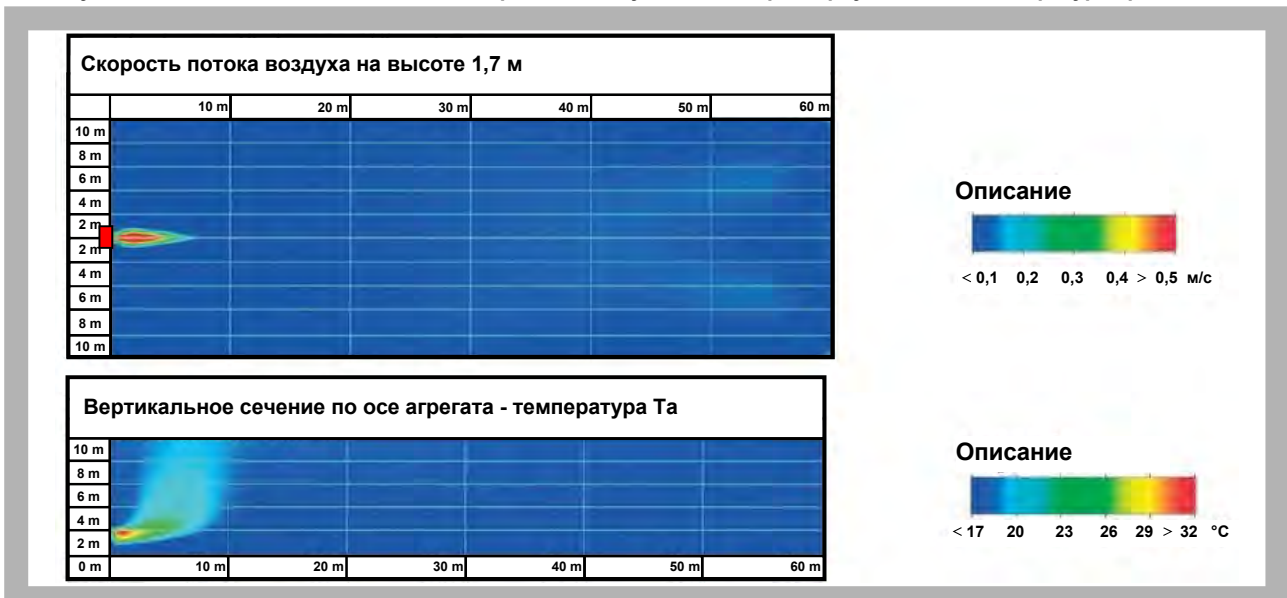 Скорость потока воздуха на высоте 1,7 м
10 m 20 m 30 m 40 m 50 m 60 m
10 m
8 m
6 m
4 m
2 m
2 m
4 m
6 m
8 m
10 m
Описание
< 0,1 0,2 0,3 0,4 > 0,5 м/с
Вертикальное сечение по осе агрегата - температура Ta
10 m
8 m
6 m
4 m
2 m
0 m 10 m 20 m 30 m 40 m 50 m 60 m
Описание
< 17 20 23 26 29 > 32 °C